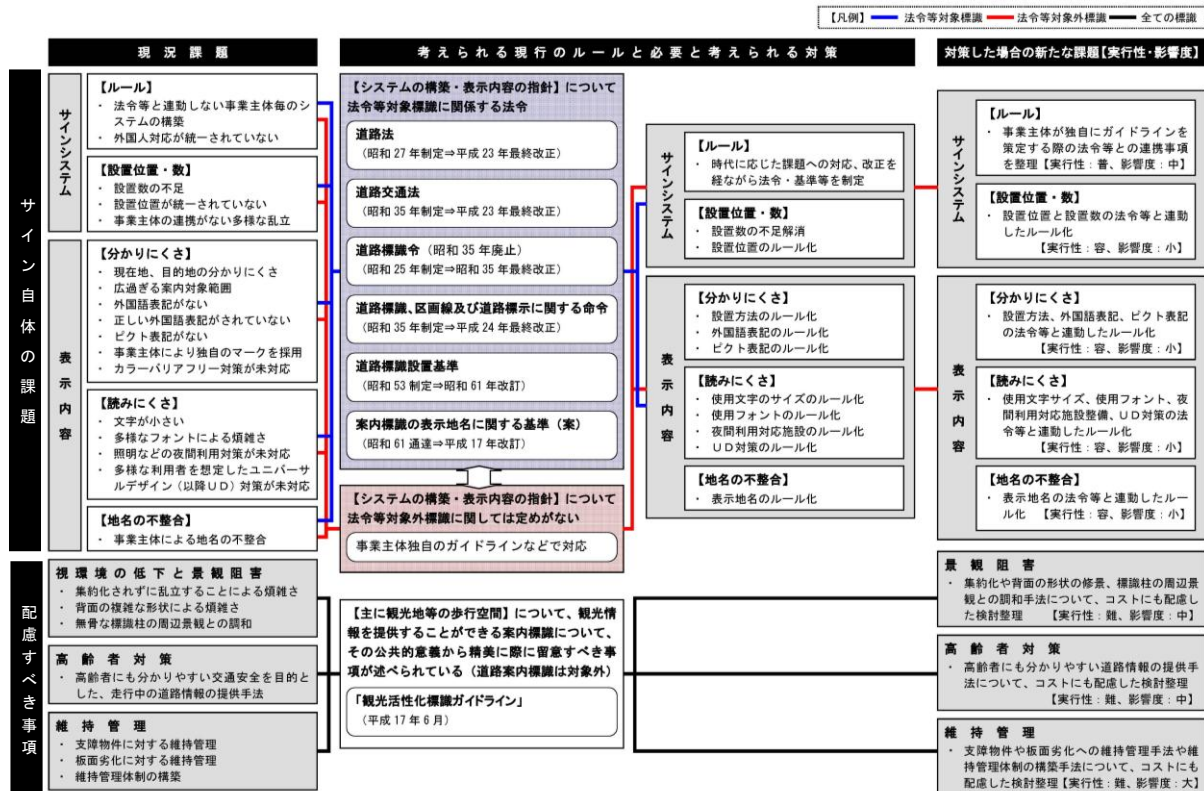 【凡例】 法令等対象標識 法令等対象外標識 全ての標識
現況課題
考えられる現行のルールと必要と考えられる対策
対策した場合の新たな課題【実行性・影響度】
サイン自体の課題
サインシステム
【ルール】
・ 法令等と連動しない事業主体毎のシ
ステムの構築
・ 外国人対応が統一されていない
【設置位置・数】
・ 設置数の不足
・ 設置位置が統一されていない
・ 事業主体の連携がない多様な乱立
表示内容
【分かりにくさ】
・ 現在地、目的地の分かりにくさ
・ 広過ぎる案内対象範囲
・ 外国語表記がない
・ 正しい外国語表記がされていない
・ ピクト表記がない
・ 事業主体により独自のマークを採用
・ カラーバリアフリー対策が未対応
【読みにくさ】
・ 文字が小さい
・ 多様なフォントによる煩雑さ
・ 照明などの夜間利用対策が未対応
・ 多様な利用者を想定したユニバーサ
ルデザイン(以降UD)対策が未対応
【地名の不整合】
・ 事業主体による地名の不整合
【システムの構築・表示内容の指針】について
法令等対象標識に関係する法令
道路法
(昭和 27 年制定⇒平成 23 年最終改正)
道路交通法
(昭和 35 年制定⇒平成 23 年最終改正)
道路標識令(昭和 35 年廃止)
(昭和 25 年制定⇒昭和 35 年最終改正)
道路標識、区画線及び道路標示に関する命令
(昭和 35 年制定⇒平成 24 年最終改正)
道路標識設置基準
(昭和 53 制定⇒昭和 61 年改訂)
案内標識の表示地名に関する基準(案)
(昭和 61 通達⇒平成 17 年改訂)
【システムの構築・表示内容の指針】について
法令等対象外標識に関しては定めがない
事業主体独自のガイドラインなどで対応
サインシステム
【ルール】
・ 時代に応じた課題への対応、改正を
経ながら法令・基準等を制定
【設置位置・数】
・ 設置数の不足解消
・ 設置位置のルール化
表示内容
【分かりにくさ】
・ 設置方法のルール化
・ 外国語表記のルール化
・ ピクト表記のルール化
【読みにくさ】
・ 使用文字のサイズのルール化
・ 使用フォントのルール化
・ 夜間利用対応施設のルール化
・ UD対策のルール化
【地名の不整合】
・ 表示地名のルール化
サインシステム
【ルール】
・ 事業主体が独自にガイドラインを
策定する際の法令等との連携事項
を整理【実行性:普、影響度:中】
【設置位置・数】
・ 設置位置と設置数の法令等と連動
したルール化
【実行性:容、影響度:小】
表示内容
【分かりにくさ】
・ 設置方法、外国語表記、ピクト表記
の法令等と連動したルール化
【実行性:容、影響度:小】
【読みにくさ】
・ 使用文字サイズ、使用フォント、夜
間利用対応施設整備、UD対策の法
令等と連動したルール化
【実行性:容、影響度:小】
【地名の不整合】
・ 表示地名の法令等と連動したルー
ル化 【実行性:容、影響度:小】
配慮すべき事項
視環境の低下と景観阻害
・ 集約化されずに乱立することによる煩雑さ
・ 背面の複雑な形状による煩雑さ
・ 無骨な標識柱の周辺景観との調和
高齢者対策
・ 高齢者にも分かりやすい交通安全を目的と
した、走行中の道路情報の提供手法
維持管理
・ 支障物件に対する維持管理
・ 板面劣化に対する維持管理
・ 維持管理体制の構築
【主に観光地等の歩行空間】について、観光情
報を提供することができる案内標識について、
その公共的意義から精美に際に留意すべき事
項が述べられている(道路案内標識は対象外)
「観光活性化標識ガイドライン」
(平成 17 年 6 月)
景観阻害
・ 集約化や背面の形状の修景、標識柱の周辺景
観との調和手法について、コストにも配慮し
た検討整理 【実行性:難、影響度:中】
高齢者対策
・ 高齢者にも分かりやすい道路情報の提供手
法について、コストにも配慮した検討整理
【実行性:難、影響度:中】
維持管理
・ 支障物件や板面劣化への維持管理手法や維
持管理体制の構築手法について、コストにも
配慮した検討整理【実行性:難、影響度:大】